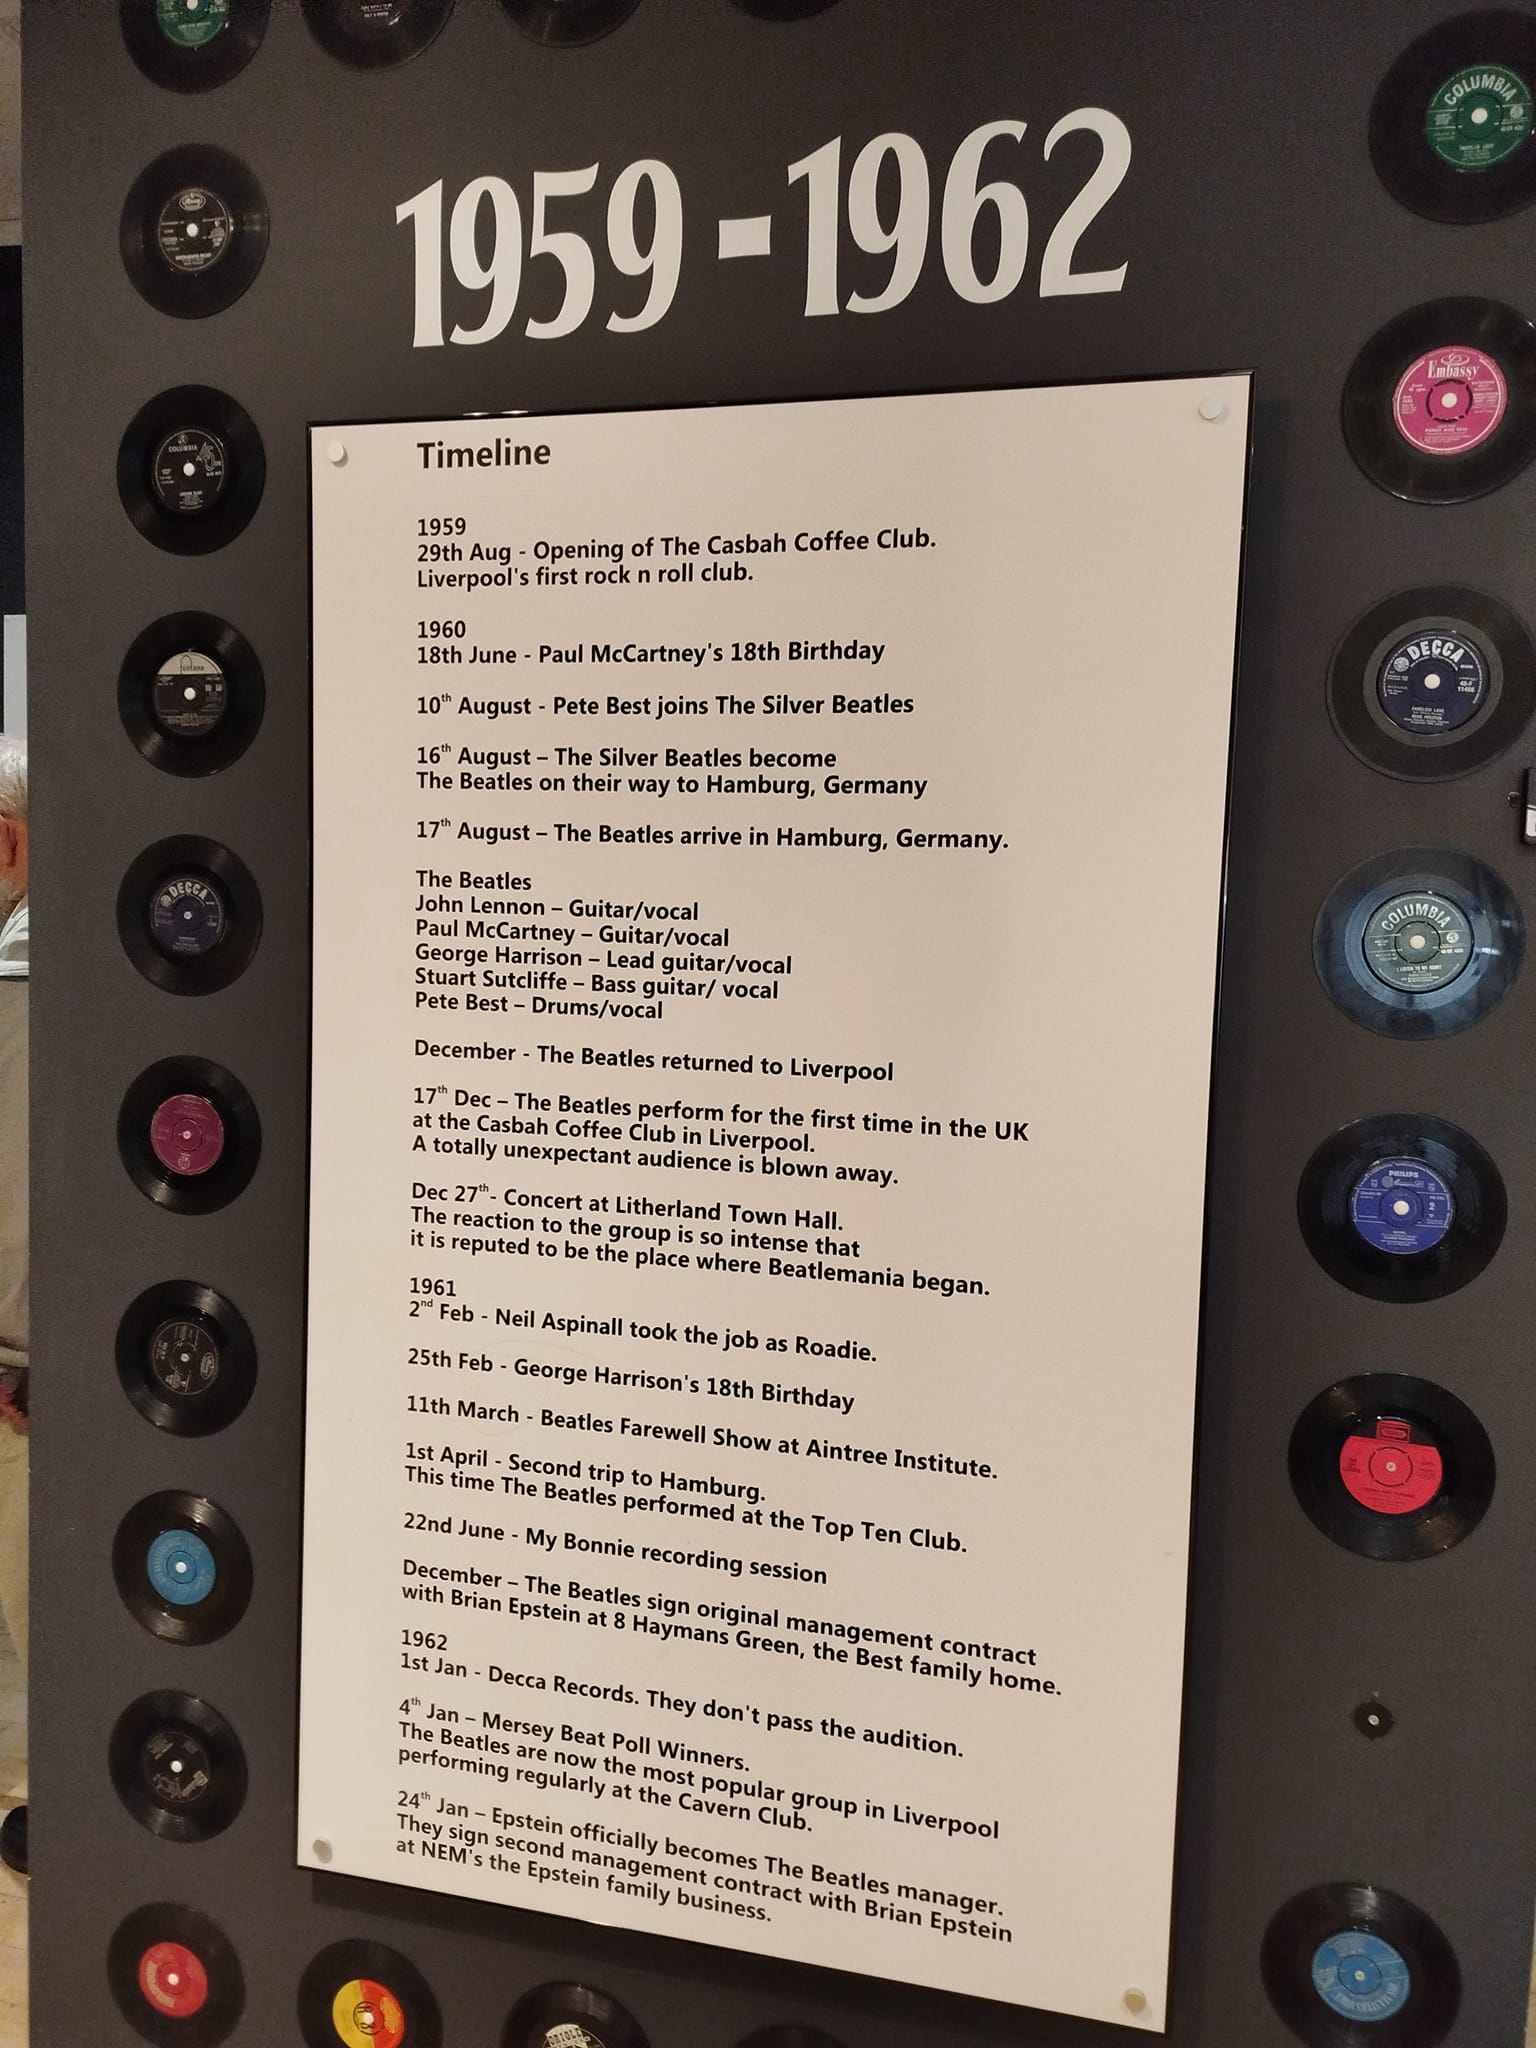 1959-1962
Timeline
1959
29th Aug - Opening of The Casbah Coffee Club.
Liverpool's first rock n roll club.
1960
18th June - Paul McCartney's 18th Birthday
10th August - Pete Best joins The Silver Beatles
16th August – The Silver Beatles become
The Beatles on their way to Hamburg, Germany
17th August – The Beatles arrive in Hamburg, Germany.
The Beatles
John Lennon – Guitar/vocal
Paul McCartney – Guitar/vocal
George Harrison – Lead guitar/vocal
Stuart Sutcliffe – Bass guitar/ vocal
Pete Best – Drums/vocal
December - The Beatles returned to Liverpool
17th Dec – The Beatles perform for the first time in the UK
at the Casbah Coffee Club in Liverpool.
A totally unexpectant audience is blown away.
Dec 27th- Concert at Litherland Town Hall.
The reaction to the group is so intense that
it is reputed to be the place where Beatlemania began.
1961
2nd Feb - Neil Aspinall took the job as Roadie.
25th Feb - George Harrison's 18th Birthday
11th March - Beatles Farewell Show at Aintree Institute.
1st April - Second trip to Hamburg.
This time The Beatles performed at the Top Ten Club.
22nd June - My Bonnie recording session
December – The Beatles sign original management contract
with Brian Epstein at 8 Haymans Green, the Best family home.
1962
1st Jan - Decca Records. They don't pass the audition.
4th Jan – Mersey Beat Poll Winners.
The Beatles are now the most popular group in Liverpool
performing regularly at the Cavern Club.
24th Jan – Epstein officially becomes The Beatles manager.
They sign second management contract with Brian Epstein
at NEM's the Epstein family business.
COLUMBIA
Embassy
DECCA
45-F
11488
CARELESS LOVE
COLUMBIA
I LISTEN TO MY HEART
PHILIPS
COLUMBIA
fontana
DECCA
ORIOLE